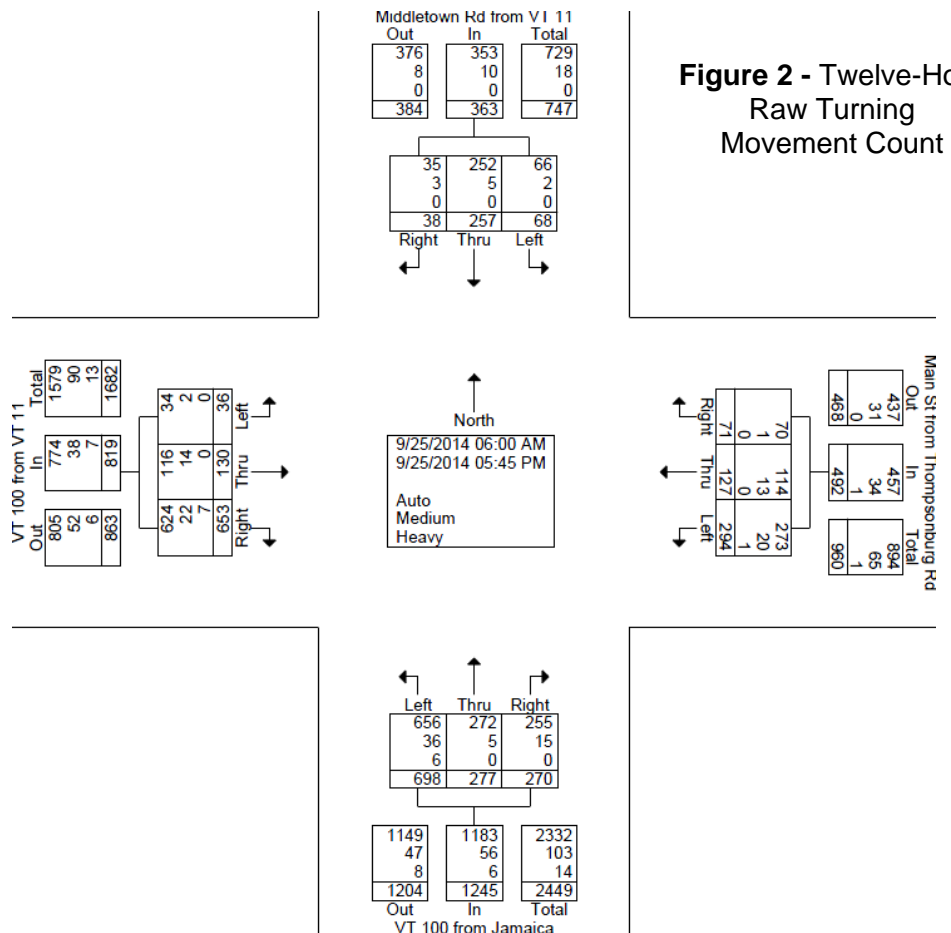 Middletown Rd from VT 11
Out In Total
376 353 729
8 10 18
0 0 0
384 363 747
Figure 2 - Twelve-Ho
Raw Turning
Movement Count
35 252 66
3 5 2
0 0 0
38 257 68
Right Thru Left
VT 100 from VT 11
Total
1579
90
13
1682
In
774
38
7
819
Out
805
52
6
863
34 2 0 36 Left
116 14 0 130 Thru
624 22 7 653 Right
North
9/25/2014 06:00 AM
9/25/2014 05:45 PM
Auto
Medium
Heavy
Right 71 0 1 70
Thru 127 0 13 114
Left 294 1 20 273
Main St from Thompsonburg Rd
Out
437
31
0
468
In
457
34
1
492
Total
894
65
1
960
Left Thru Right
656 272 255
36 5 15
6 0 0
698 277 270
1149 1183 2332
47 56 103
8 6 14
1204 1245 2449
Out In Total
VT 100 from Jamaica